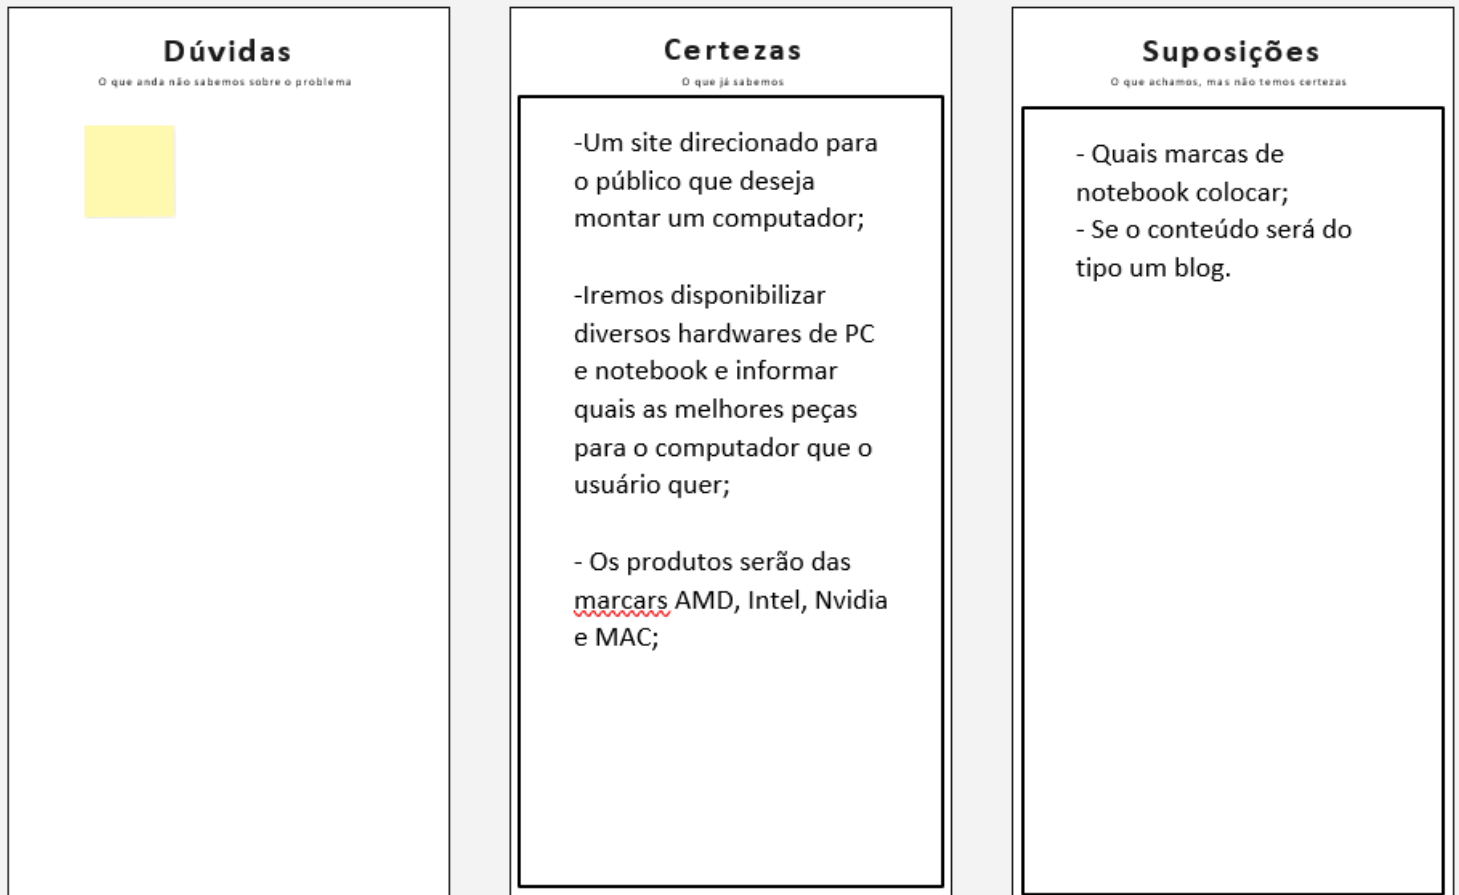 Dúvidas
O que anda não sabemos sobre o problema
Certezas
O que já sabemos
-Um site direcionado para
o público que deseja
montar um computador;
-Iremos disponibilizar
diversos hardwares de PC
e notebook e informar
quais as melhores peças
para o computador que o
usuário quer;
- Os produtos serão das
marcars AMD, Intel, Nvidia
e MAC;
Suposições
O que achamos, mas não temos certezas
- Quais marcas de
notebook colocar;
- Se o conteúdo será do
tipo um blog.